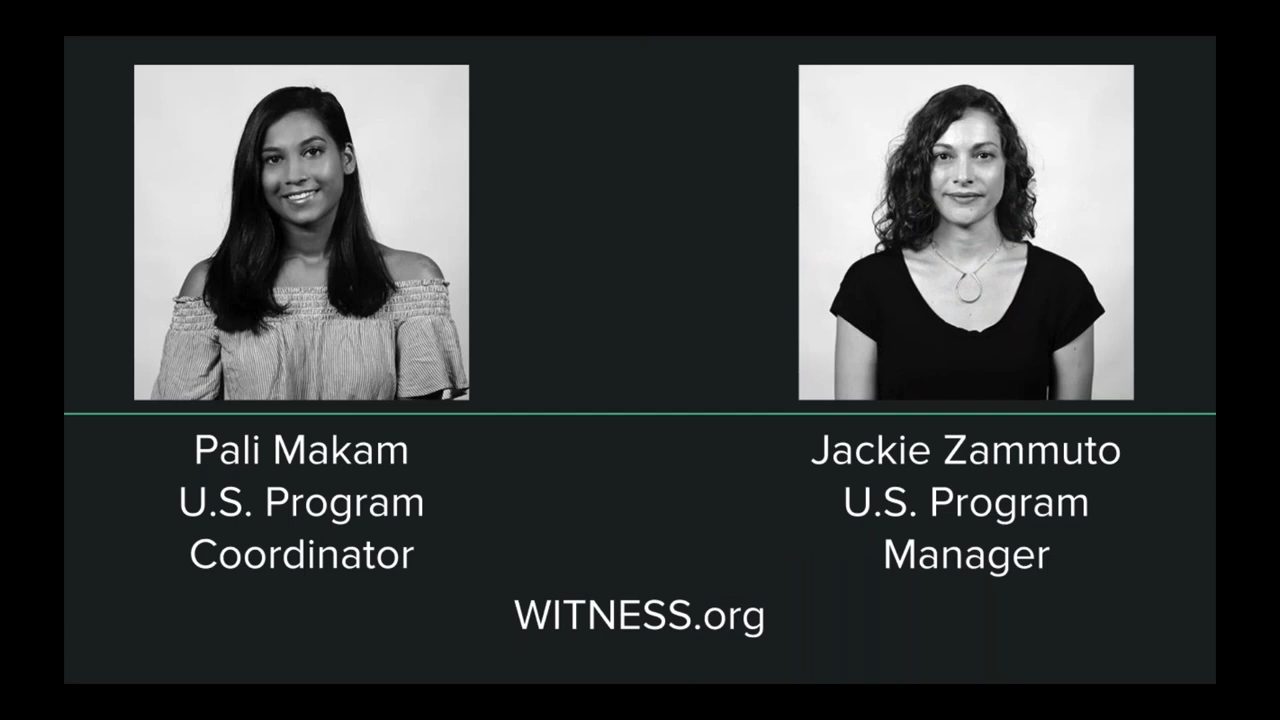 Pali Makam
U.S. Program
Coordinator
Jackie Zammuto
U.S. Program
Manager
WITNESS.org